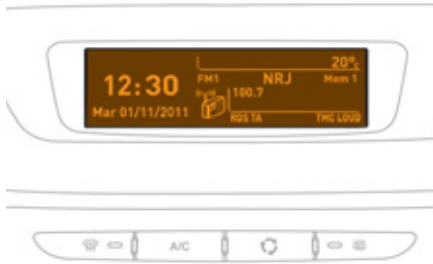 20°c
FM1 NRJ Mem 1
12:30
100.7
Mar 01/11/2011
RDS TA TMC LOUD
A/C